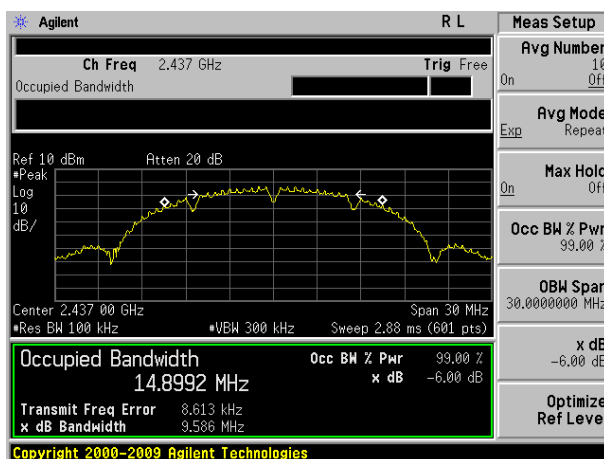 Agilent R L Meas Setup
Avg Number
10
On Off
Ch Freq 2.437 GHz Trig Free
Occupied Bandwidth
Avg Mode
Exp Repeat
Ref 10 dBm Atten 20 dB
#Peak
Log
10
dB/
Max Hold
On Off
Occ BW % Pwr
99.00 %
OBW Span
30.0000000 MHz
Center 2.437 00 GHz Span 30 MHz
#Res BW 100 kHz #VBW 300 kHz Sweep 2.88 ms (601 pts)
x dB
-6.00 dB
Occupied Bandwidth Occ BW % Pwr 99.00 %
14.8992 MHz x dB -6.00 dB
Transmit Freq Error 8.613 kHz
x dB Bandwidth 9.586 MHz
Optimize
Ref Level
Copyright 2000-2009 Agilent Technologies